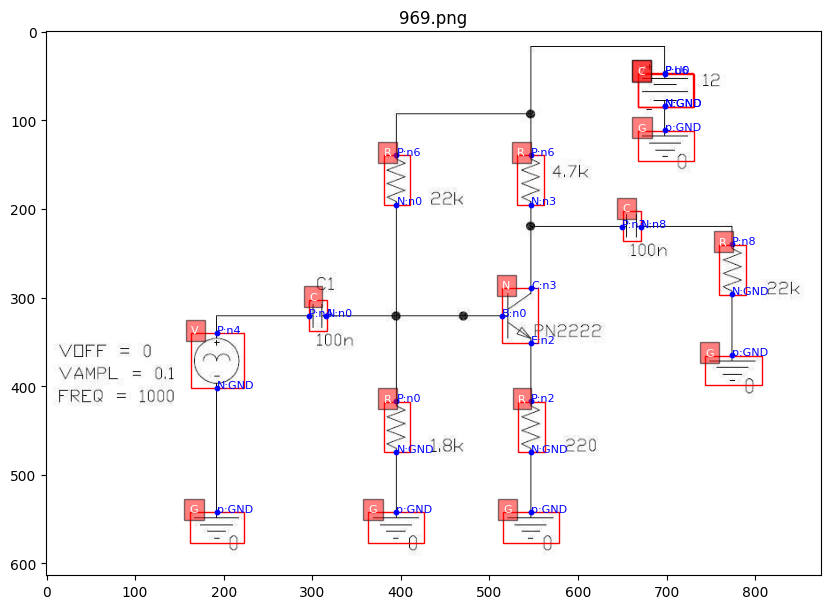 969.png
0
100
200
300
400
500
600
0 100 200 300 400 500 600 700 800
C
P:n6
12
N:GND
G
p:GND
0
R
P:n6
22k
N:n0
R
P:n6
4.7k
N:n3
C
N:n8
100n
R
P:n8
22k
N:GND
G
p:GND
0
C1
C
N:n0
100n
N
C:n3
B:n0
PN2222
E:n2
V
P:n4
N:GND
VOFF = 0
VAMPL = 0.1
FREQ = 1000
R
P:n0
1.8k
N:GND
R
P:n2
220
N:GND
G
p:GND
0
G
p:GND
0
G
p:GND
0